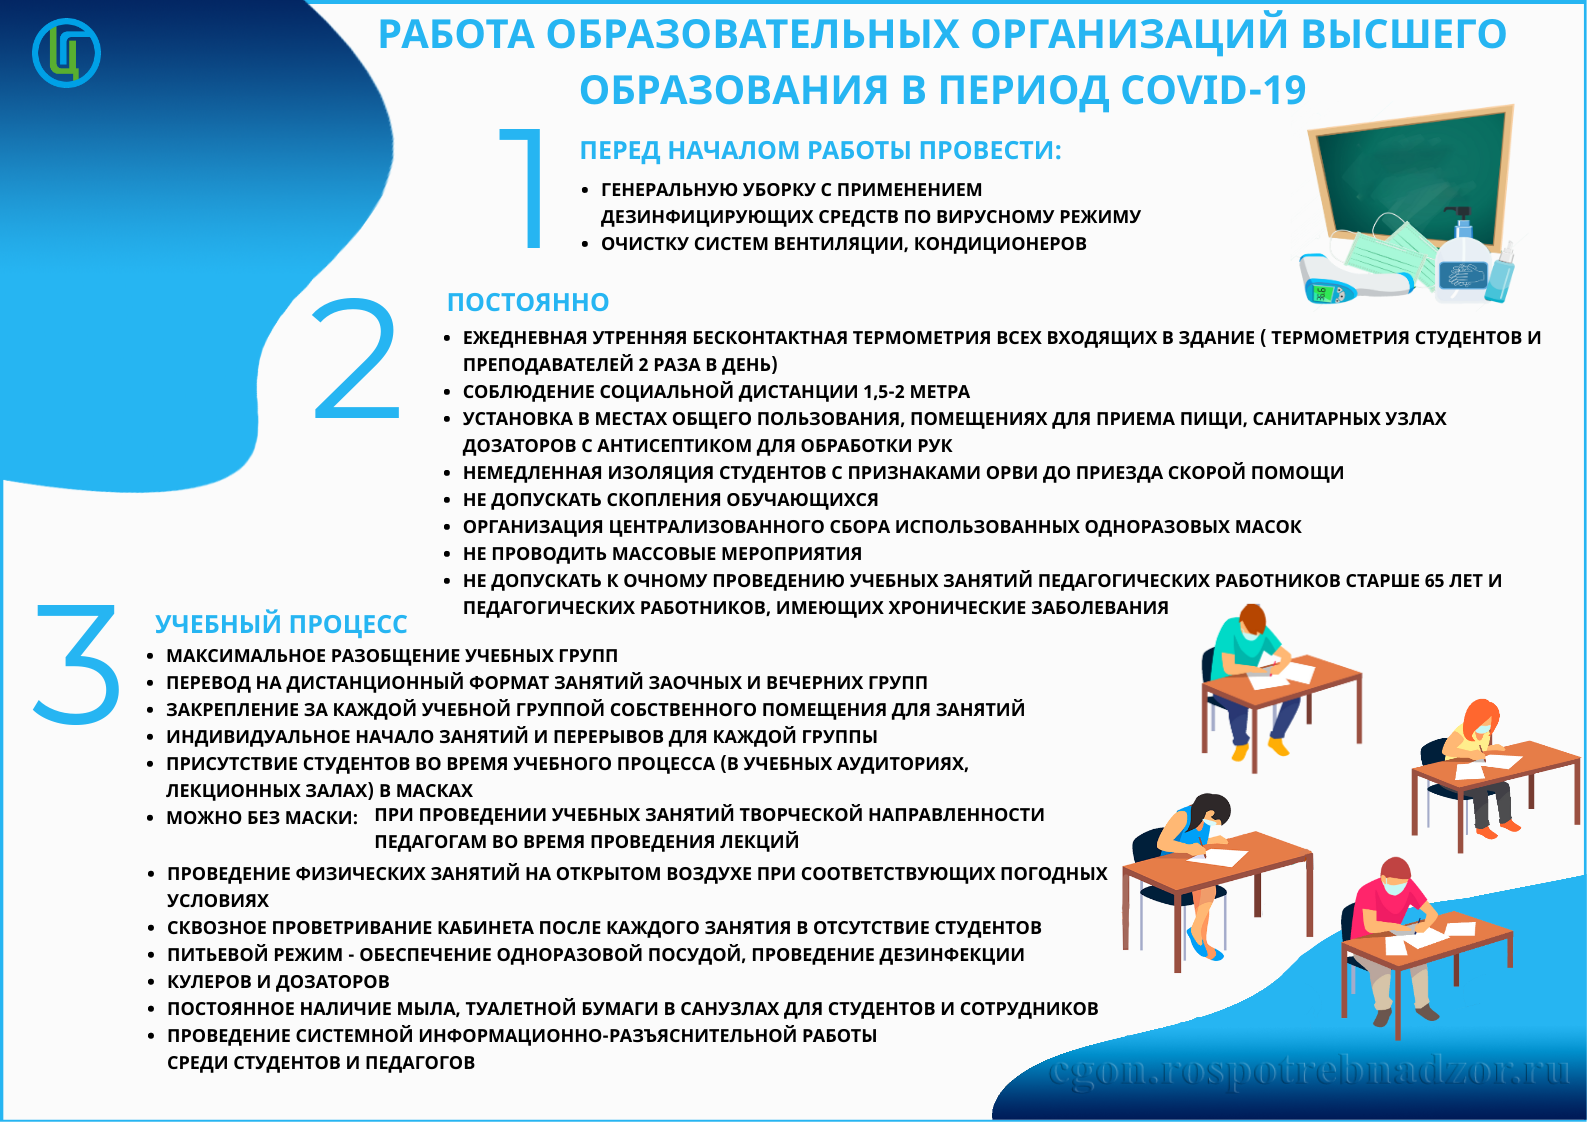 РАБОТА ОБРАЗОВАТЕЛЬНЫХ ОРГАНИЗАЦИЙ ВЫСШЕГО
ОБРАЗОВАНИЯ В ПЕРИОД COVID-19
1
ПЕРЕД НАЧАЛОМ РАБОТЫ ПРОВЕСТИ:
• ГЕНЕРАЛЬНУЮ УБОРКУ С ПРИМЕНЕНИЕМ
ДЕЗИНФИЦИРУЮЩИХ СРЕДСТВ ПО ВИРУСНОМУ РЕЖИМУ
• ОЧИСТКУ СИСТЕМ ВЕНТИЛЯЦИИ, КОНДИЦИОНЕРОВ
2
ПОСТОЯННО
• ЕЖЕДНЕВНАЯ УТРЕННЯЯ БЕСКОНТАКТНАЯ ТЕРМОМЕТРИЯ ВСЕХ ВХОДЯЩИХ В ЗДАНИЕ ( ТЕРМОМЕТРИЯ СТУДЕНТОВ И
ПРЕПОДАВАТЕЛЕЙ 2 РАЗА В ДЕНЬ)
• СОБЛЮДЕНИЕ СОЦИАЛЬНОЙ ДИСТАНЦИИ 1,5-2 МЕТРА
• УСТАНОВКА В МЕСТАХ ОБЩЕГО ПОЛЬЗОВАНИЯ, ПОМЕЩЕНИЯХ ДЛЯ ПРИЕМА ПИЩИ, САНИТАРНЫХ УЗЛАХ
ДОЗАТОРОВ С АНТИСЕПТИКОМ ДЛЯ ОБРАБОТКИ РУК
• НЕМЕДЛЕННАЯ ИЗОЛЯЦИЯ СТУДЕНТОВ С ПРИЗНАКАМИ ОРВИ ДО ПРИЕЗДА СКОРОЙ ПОМОЩИ
• НЕ ДОПУСКАТЬ СКОПЛЕНИЯ ОБУЧАЮЩИХСЯ
• ОРГАНИЗАЦИЯ ЦЕНТРАЛИЗОВАННОГО СБОРА ИСПОЛЬЗОВАННЫХ ОДНОРАЗОВЫХ МАСОК
• НЕ ПРОВОДИТЬ МАССОВЫЕ МЕРОПРИЯТИЯ
• НЕ ДОПУСКАТЬ К ОЧНОМУ ПРОВЕДЕНИЮ УЧЕБНЫХ ЗАНЯТИЙ ПЕДАГОГИЧЕСКИХ РАБОТНИКОВ СТАРШЕ 65 ЛЕТ И
ПЕДАГОГИЧЕСКИХ РАБОТНИКОВ, ИМЕЮЩИХ ХРОНИЧЕСКИЕ ЗАБОЛЕВАНИЯ
3
УЧЕБНЫЙ ПРОЦЕСС
• МАКСИМАЛЬНОЕ РАЗОБЩЕНИЕ УЧЕБНЫХ ГРУПП
• ПЕРЕВОД НА ДИСТАНЦИОННЫЙ ФОРМАТ ЗАНЯТИЙ ЗАОЧНЫХ И ВЕЧЕРНИХ ГРУПП
• ЗАКРЕПЛЕНИЕ ЗА КАЖДОЙ УЧЕБНОЙ ГРУППОЙ СОБСТВЕННОГО ПОМЕЩЕНИЯ ДЛЯ ЗАНЯТИЙ
• ИНДИВИДУАЛЬНОЕ НАЧАЛО ЗАНЯТИЙ И ПЕРЕРЫВОВ ДЛЯ КАЖДОЙ ГРУППЫ
• ПРИСУТСТВИЕ СТУДЕНТОВ ВО ВРЕМЯ УЧЕБНОГО ПРОЦЕССА (В УЧЕБНЫХ АУДИТОРИЯХ,
ЛЕКЦИОННЫХ ЗАЛАХ) В МАСКАХ
• МОЖНО БЕЗ МАСКИ: ПРИ ПРОВЕДЕНИИ УЧЕБНЫХ ЗАНЯТИЙ ТВОРЧЕСКОЙ НАПРАВЛЕННОСТИ
ПЕДАГОГАМ ВО ВРЕМЯ ПРОВЕДЕНИЯ ЛЕКЦИЙ
• ПРОВЕДЕНИЕ ФИЗИЧЕСКИХ ЗАНЯТИЙ НА ОТКРЫТОМ ВОЗДУХЕ ПРИ СООТВЕТСТВУЮЩИХ ПОГОДНЫХ
УСЛОВИЯХ
• СКВОЗНОЕ ПРОВЕТРИВАНИЕ КАБИНЕТА ПОСЛЕ КАЖДОГО ЗАНЯТИЯ В ОТСУТСТВИЕ СТУДЕНТОВ
• ПИТЬЕВОЙ РЕЖИМ - ОБЕСПЕЧЕНИЕ ОДНОРАЗОВОЙ ПОСУДОЙ, ПРОВЕДЕНИЕ ДЕЗИНФЕКЦИИ
• КУЛЕРОВ И ДОЗАТОРОВ
• ПОСТОЯННОЕ НАЛИЧИЕ МЫЛА, ТУАЛЕТНОЙ БУМАГИ В САНУЗЛАХ ДЛЯ СТУДЕНТОВ И СОТРУДНИКОВ
• ПРОВЕДЕНИЕ СИСТЕМНОЙ ИНФОРМАЦИОННО-РАЗЪЯСНИТЕЛЬНОЙ РАБОТЫ
СРЕДИ СТУДЕНТОВ И ПЕДАГОГОВ
cgon.rospotrebnadzor.ru